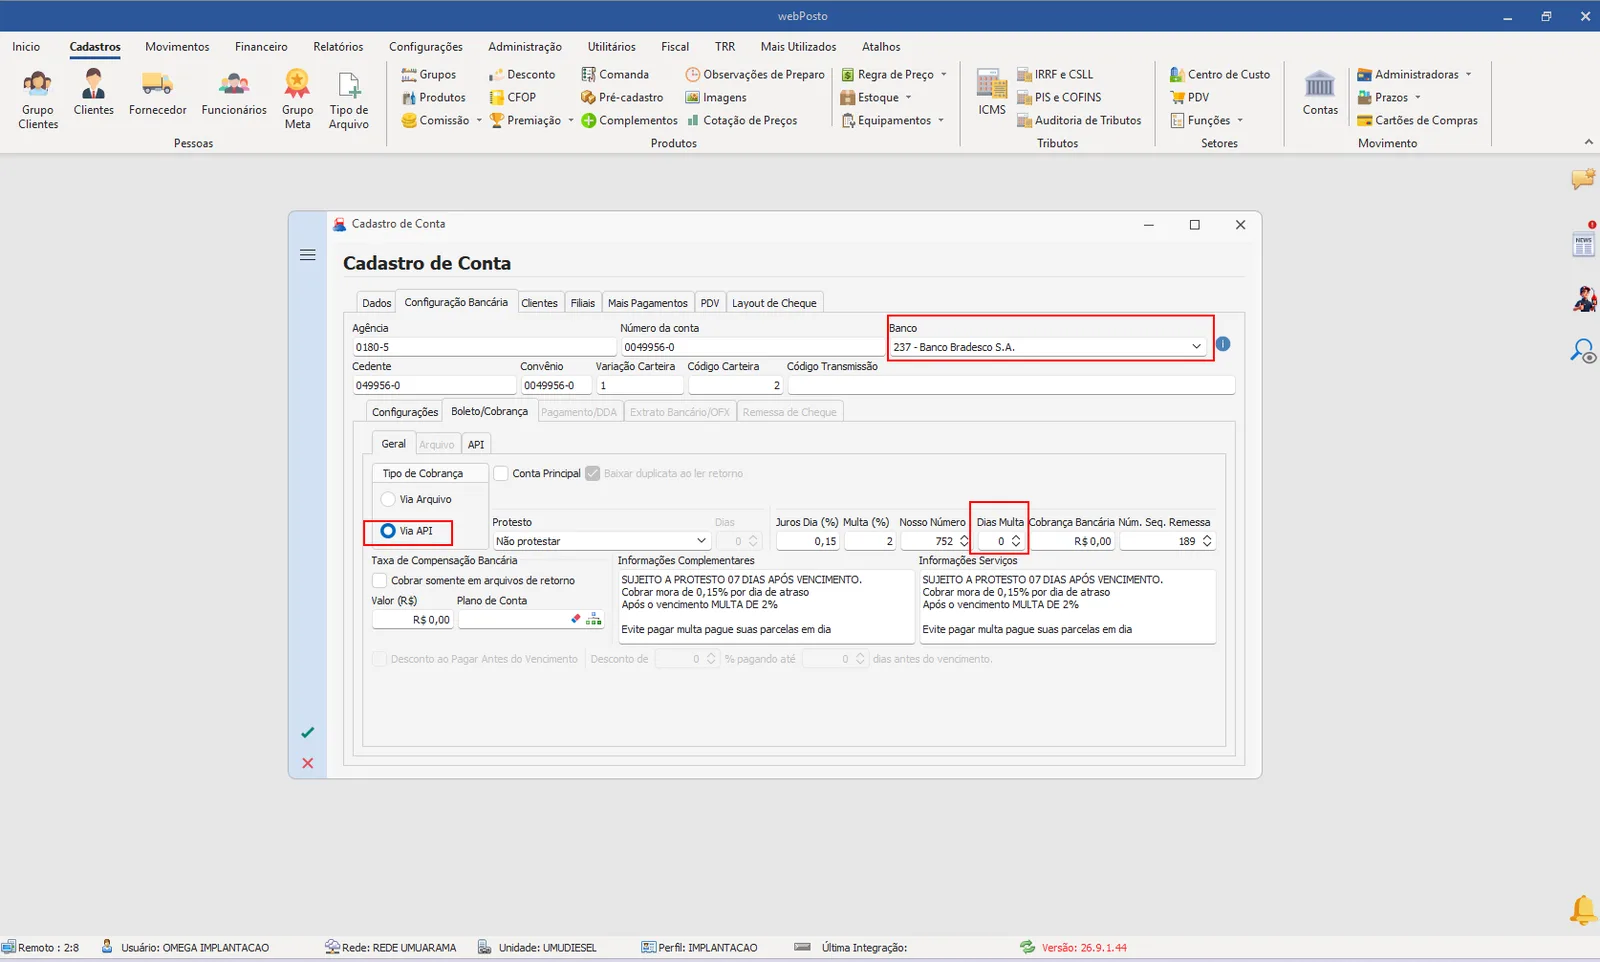 webPosto
Inicio Cadastros Movimentos Financeiro Relatórios Configurações Administração Utilitários Fiscal TRR Mais Utilizados Atalhos
Grupo Clientes
Clientes
Fornecedor
Funcionários
Grupo Meta
Tipo de Arquivo
Pessoas
Grupos Desconto Comanda Observações de Preparo Regra de Preço
Produtos CFOP Pré-cadastro Imagens Estoque
Comissão Premiação Complementos Cotação de Preços Equipamentos
Produtos
ICMS
IRRF e CSLL
PIS e COFINS
Auditoria de Tributos
Tributos
Centro de Custo
PDV
Funções
Setores
Contas
Administradoras
Prazos
Cartões de Compras
Movimento
NEWS
Cadastro de Conta
Cadastro de Conta
Dados Configuração Bancária Clientes Filiais Mais Pagamentos PDV Layout de Cheque
Agência Número da conta Banco
0180-5 0049956-0 237 - Banco Bradesco S.A.
Cedente Convênio Variação Carteira Código Carteira Código Transmissão
049956-0 0049956-0 1 2
Configurações Boleto/Cobrança Pagamento/DDA Extrato Bancário/OFX Remessa de Cheque
Geral Arquivo API
Tipo de Cobrança Conta Principal Baixar duplicata ao ler retorno
Via Arquivo
Via API
Protesto Dias Juros Dia (%) Multa (%) Nosso Número Dias Multa Cobrança Bancária Núm. Seq. Remessa
Não protestar 0 0,15 2 752 0 R$ 0,00 189
Taxa de Compensação Bancária
Cobrar somente em arquivos de retorno
Valor (R$) Plano de Conta
R$ 0,00
Informações Complementares
SUJEITO A PROTESTO 07 DIAS APÓS VENCIMENTO.
Cobrar mora de 0,15% por dia de atraso
Após o vencimento MULTA DE 2%
Evite pagar multa pague suas parcelas em dia
Informações Serviços
SUJEITO A PROTESTO 07 DIAS APÓS VENCIMENTO.
Cobrar mora de 0,15% por dia de atraso
Após o vencimento MULTA DE 2%
Evite pagar multa pague suas parcelas em dia
Desconto ao Pagar Antes do Vencimento Desconto de 0 % pagando até 0 dias antes do vencimento.
Remoto : 2:8 Usuário: OMEGA IMPLANTACAO Rede: REDE UMUARAMA Unidade: UMUDIESEL Perfil: IMPLANTACAO Última Integração: Versão: 26.9.1.44